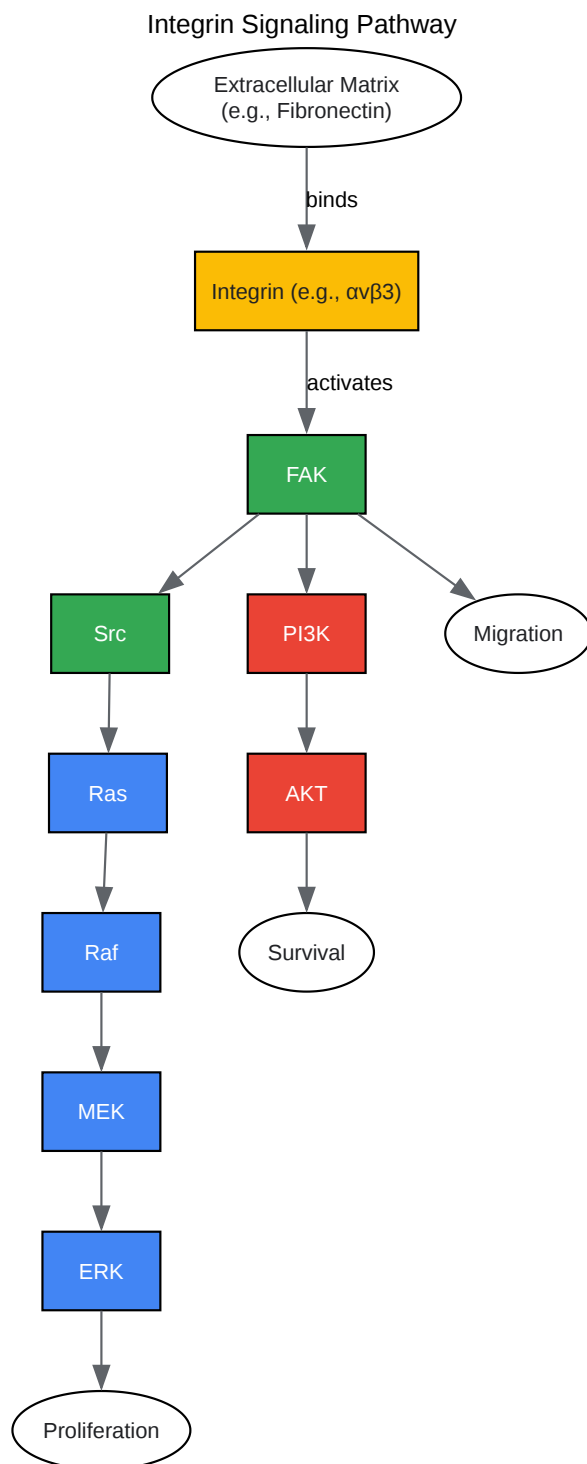 Integrin Signaling Pathway
Extracellular Matrix
(e.g., Fibronectin)
binds
Integrin (e.g., αvβ3)
activates
FAK
Src
PI3K
Migration
Ras
AKT
Raf
Survival
MEK
ERK
Proliferation